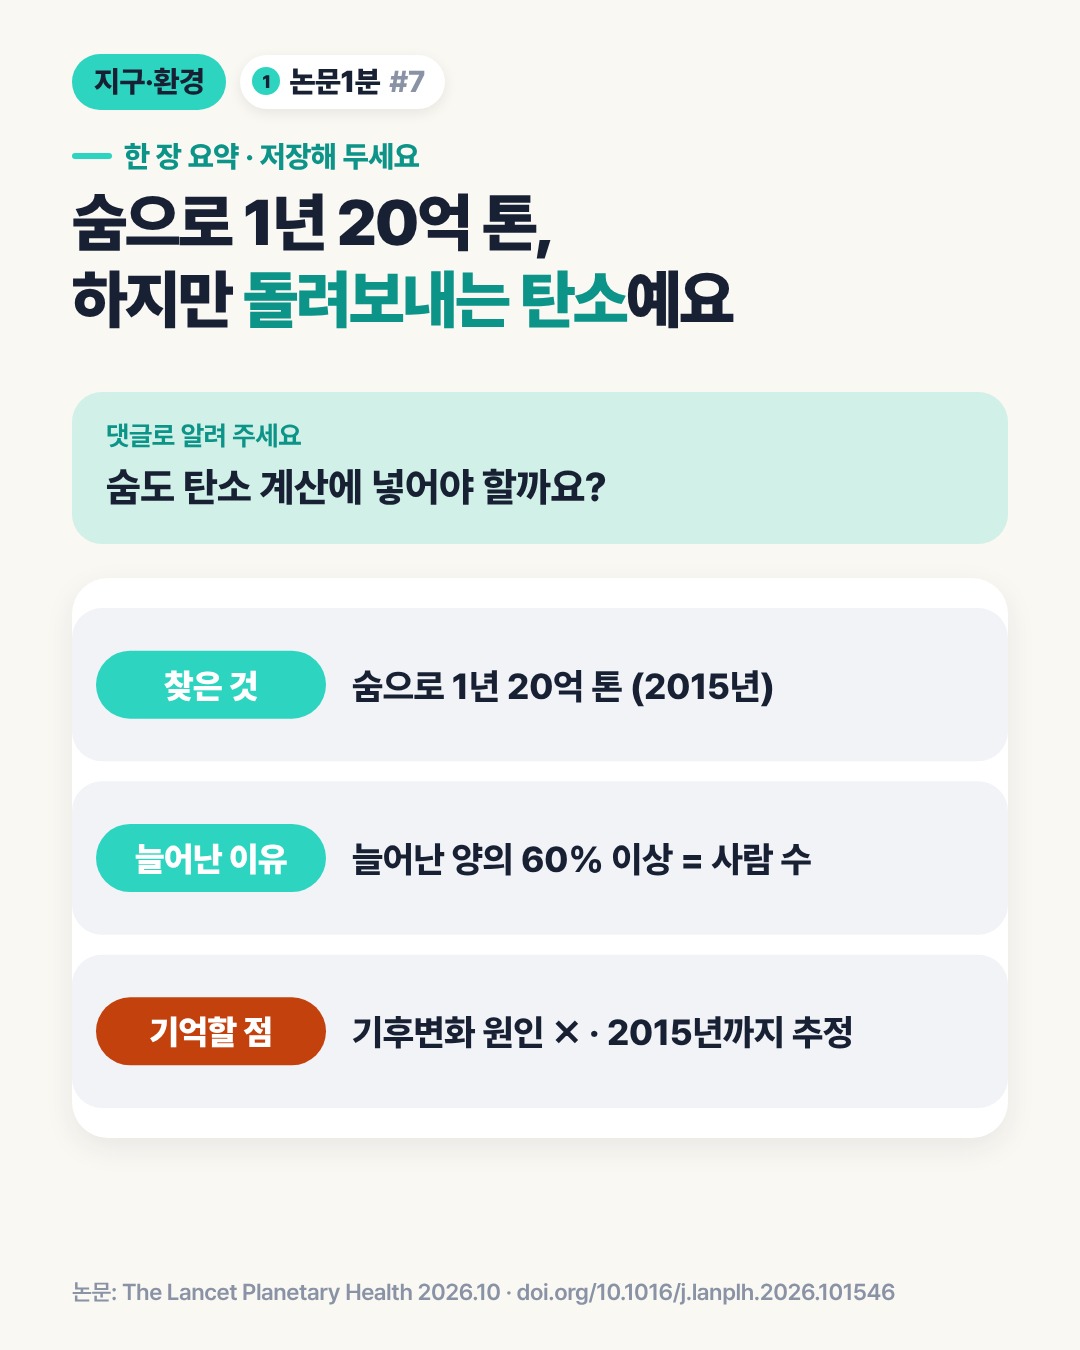 지구·환경
1 논문1분 #7
한 장 요약 · 저장해 두세요
숨으로 1년 20억 톤,
하지만 돌려보내는 탄소예요
댓글로 알려 주세요
숨도 탄소 계산에 넣어야 할까요?
찾은 것
숨으로 1년 20억 톤 (2015년)
늘어난 이유
늘어난 양의 60% 이상 = 사람 수
기억할 점
기후변화 원인 ✕ · 2015년까지 추정
논문: The Lancet Planetary Health 2026.10 · doi.org/10.1016/j.lanplh.2026.101546